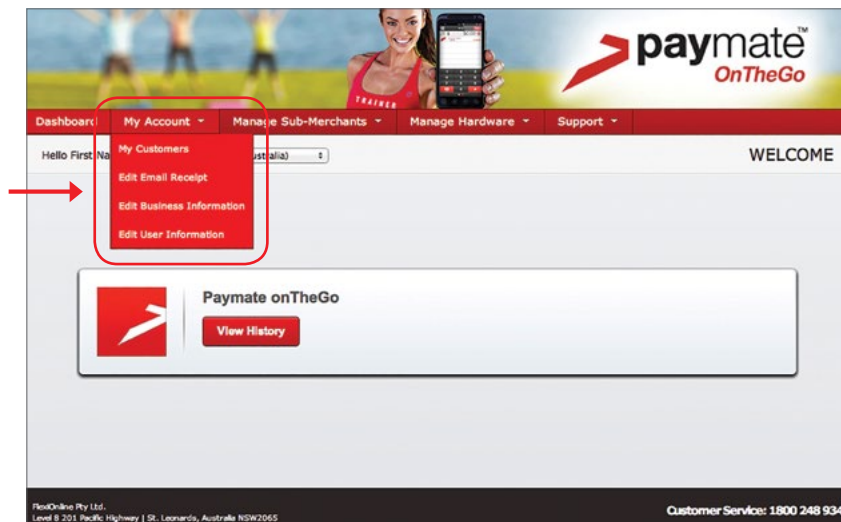 paymate™
OnTheGo
TRAINER
Dashboard My Account Manage Sub-Merchants Manage Hardware Support
Hello First Na ustralia) WELCOME
My Customers
Edit Email Receipt
Edit Business Information
Edit User Information
Paymate onTheGo
View History
FlexiOnline Pty Ltd.
Level 8 201 Pacific Highway | St. Leonards, Australia NSW2065
Customer Service: 1800 248 934